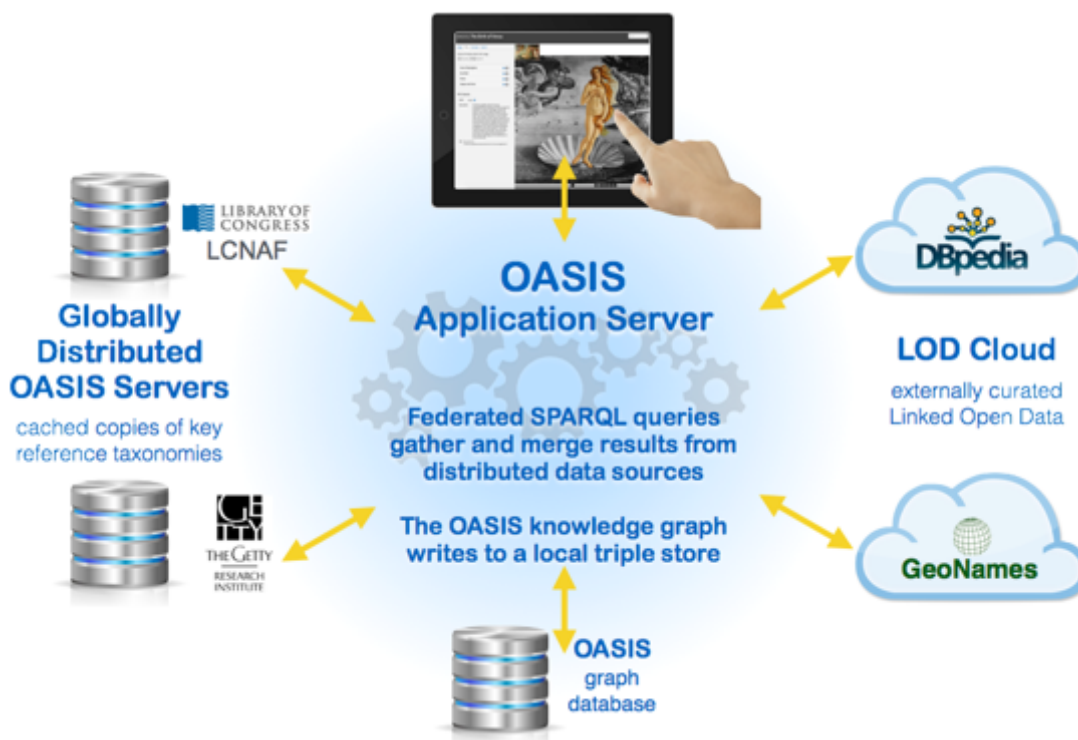 LIBRARY OF
CONGRESS
LCNAF
Globally
Distributed
OASIS Servers
cached copies of key
reference taxonomies
GE
TTY
THE GETTY
RESEARCH
INSTITUTE
OASIS
Application Server
Federated SPARQL queries
gather and merge results from
distributed data sources
The OASIS knowledge graph
writes to a local triple store
OASIS
graph
database
DBpedia
LOD Cloud
externally curated
Linked Open Data
GeoNames